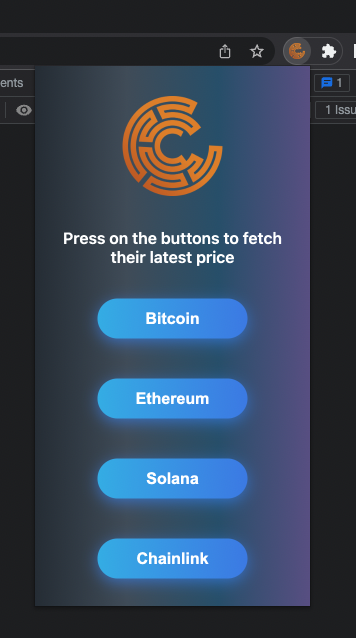 ents
1
1 Issu
Press on the buttons to fetch
their latest price
Bitcoin
Ethereum
Solana
Chainlink